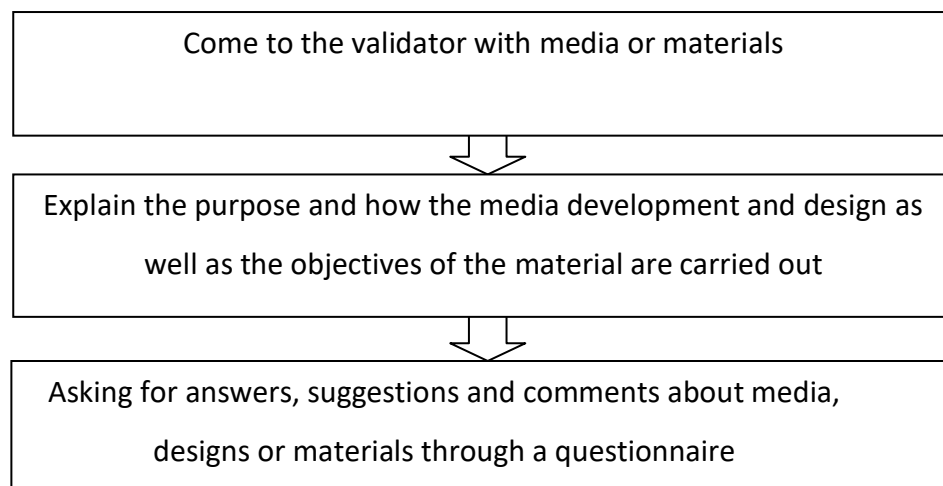 Come to the validator with media or materials
Explain the purpose and how the media development and design as
well as the objectives of the material are carried out
Asking for answers, suggestions and comments about media,
designs or materials through a questionnaire